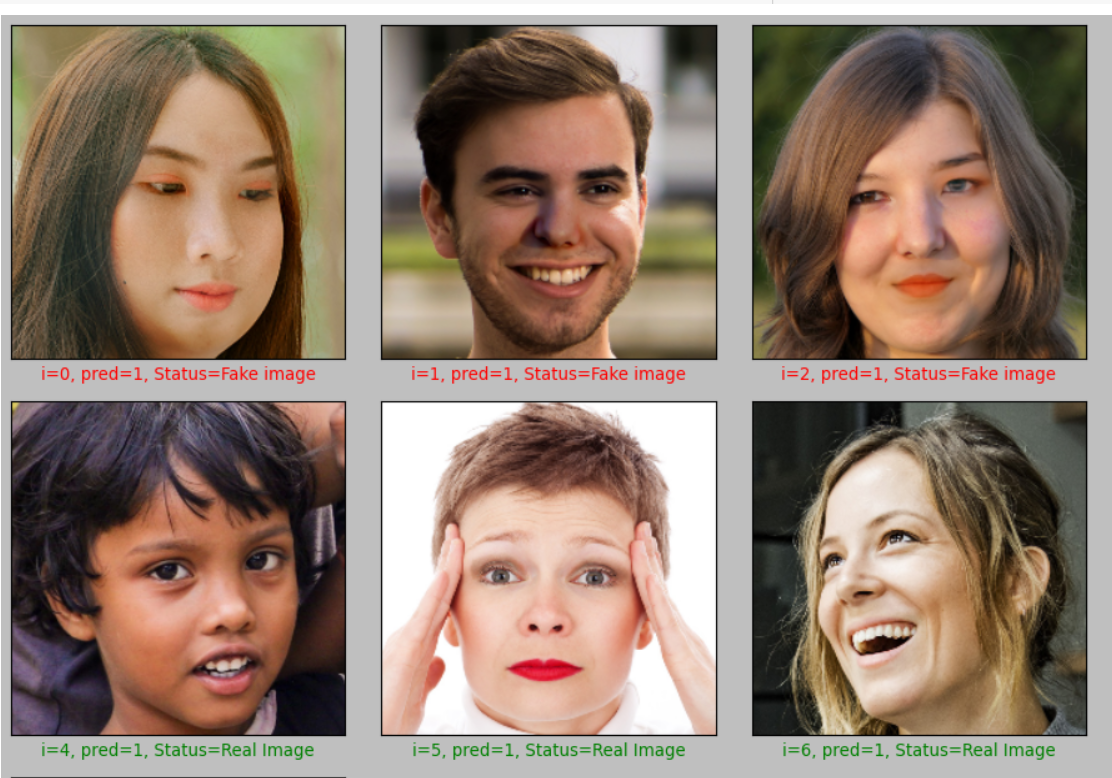 i=0, pred=1, Status=Fake image
i=1, pred=1, Status=Fake image
i=2, pred=1, Status=Fake image
i=4, pred=1, Status=Real Image
i=5, pred=1, Status=Real Image
i=6, pred=1, Status=Real Image